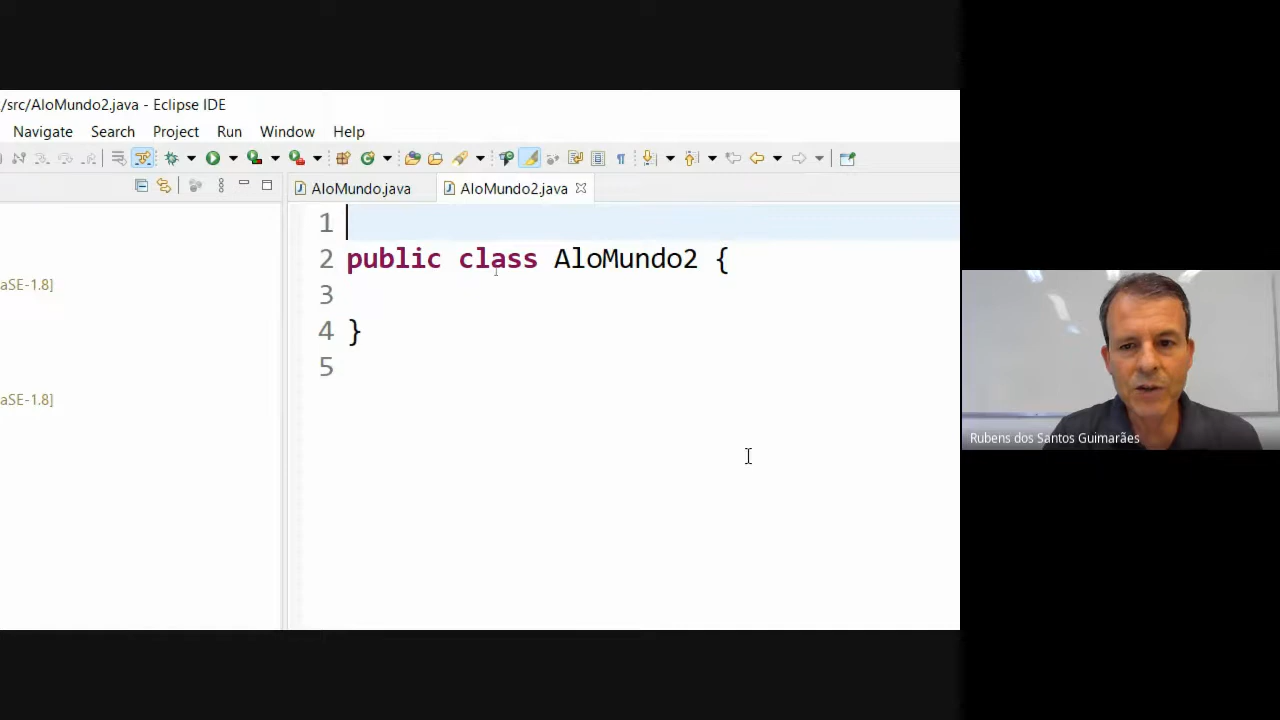 /src/AloMundo2.java - Eclipse IDE
Navigate Search Project Run Window Help
AloMundo.java AloMundo2.java
1
2 public class AloMundo2 {
3
4 }
5
aSE-1.8]
aSE-1.8]
Rubens dos Santos Guimarães